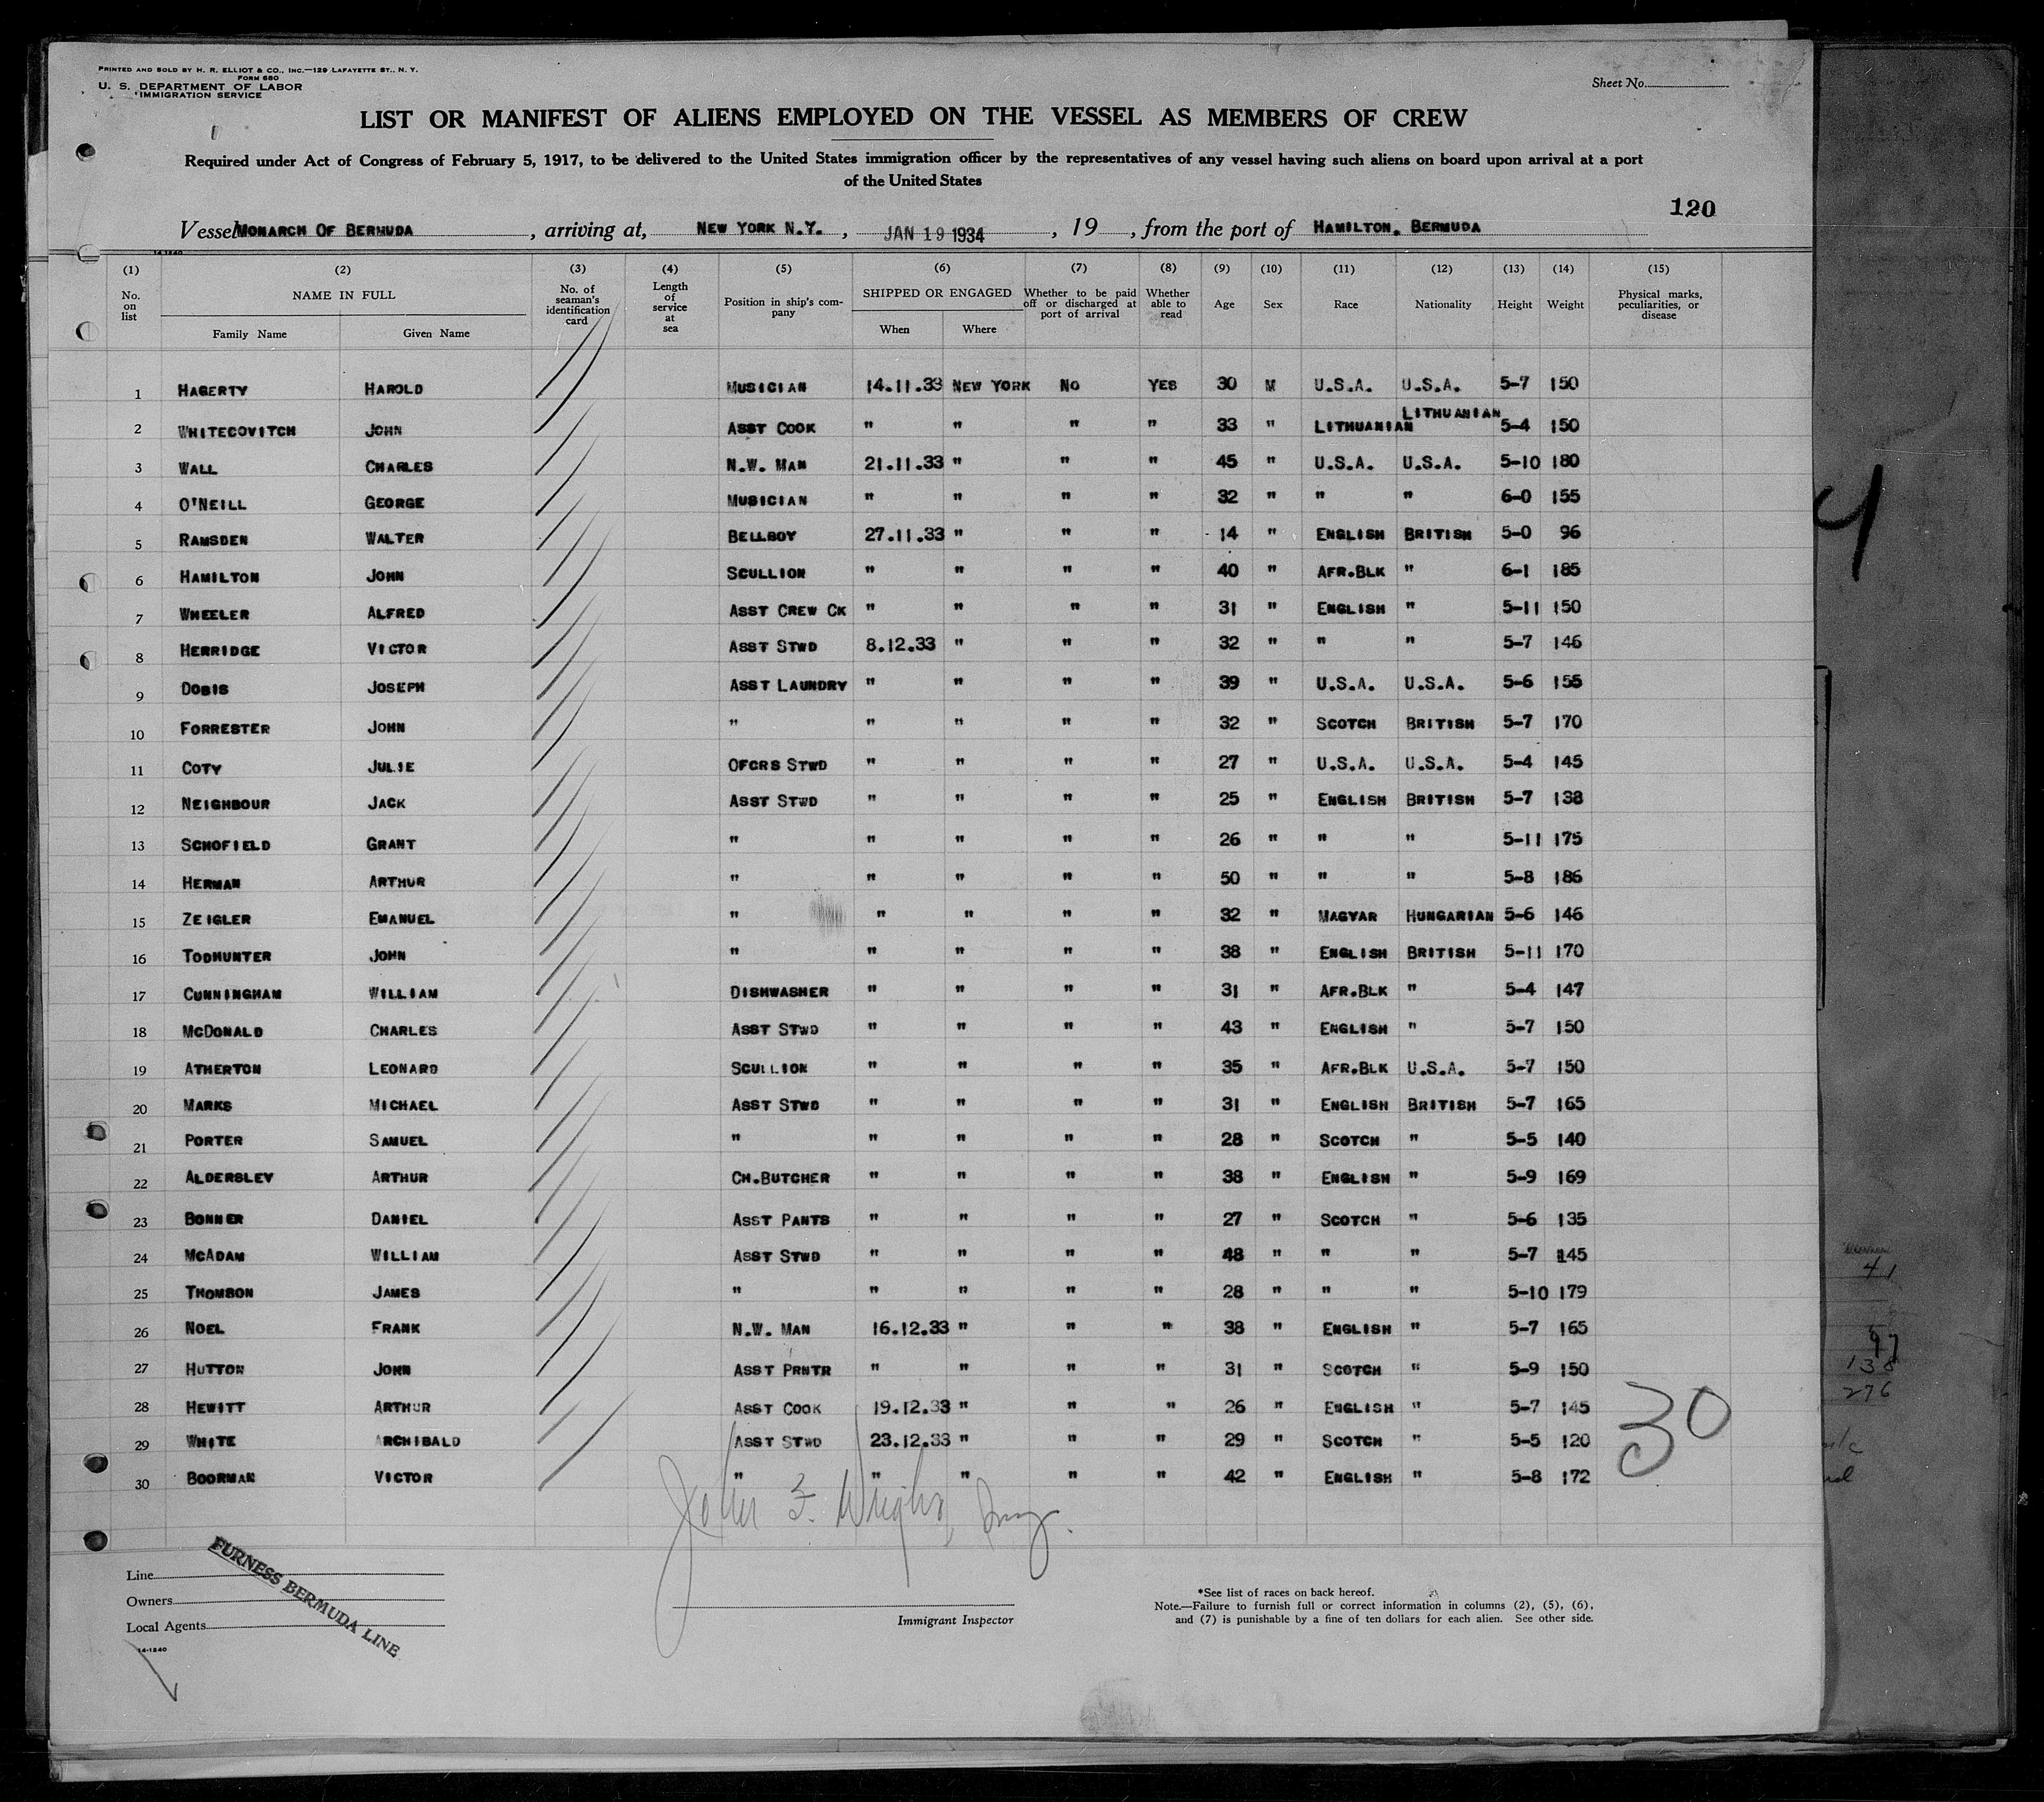 PRINTED AND SOLD BY H. R. ELLIOT & CO., INC.—129 LAFAYETTE ST., N. Y.
FORM 680
U. S. DEPARTMENT OF LABOR
IMMIGRATION SERVICE
Sheet No.
LIST OR MANIFEST OF ALIENS EMPLOYED ON THE VESSEL AS MEMBERS OF CREW
Required under Act of Congress of February 5, 1917, to be delivered to the United States immigration officer by the representatives of any vessel having such aliens on board upon arrival at a port
of the United States
120
Vessel MONARCH OF BERMUDA, arriving at, NEW YORK N.Y., JAN 19 1934, 19, from the port of HAMILTON. BERMUDA
14-1240
(1) (2) (3) (4) (5) (6) (7) (8) (9) (10) (11) (12) (13) (14) (15)
No. on list NAME IN FULL Family Name Given Name No. of seaman's identification card Length of service at sea Position in ship's company SHIPPED OR ENGAGED When Where Whether to be paid off or discharged at port of arrival Whether able to read Age Sex Race Nationality Height Weight Physical marks, peculiarities, or disease
1 HAGERTY HAROLD MUSICIAN 14.11.33 NEW YORK NO YES 30 M U.S.A. U.S.A. 5-7 150
2 WHITECOVITCH JOHN ASST COOK " " " " 33 " LITHUANIAN LITHUANIAN 5-4 150
3 WALL CHARLES N.W. MAN 21.11.33 " " " 45 " U.S.A. U.S.A. 5-10 180
4 O'NEILL GEORGE MUSICIAN " " " " 32 " " " 6-0 155
5 RAMSDEN WALTER BELLBOY 27.11.33 " " " 14 " ENGLISH BRITISH 5-0 96
6 HAMILTON JOHN SCULLION " " " " 40 " AFR.BLK " 6-1 185
7 WHEELER ALFRED ASST CREW CK " " " " 31 " ENGLISH " 5-11 150
8 HERRIDGE VICTOR ASST STWD 8.12.33 " " " 32 " " " 5-7 146
9 DOBIS JOSEPH ASST LAUNDRY " " " " 39 " U.S.A. U.S.A. 5-6 155
10 FORRESTER JOHN " " " " " 32 " SCOTCH BRITISH 5-7 170
11 COTY JULIE OFCRS STWD " " " " 27 " U.S.A. U.S.A. 5-4 145
12 NEIGHBOUR JACK ASST STWD " " " " 25 " ENGLISH BRITISH 5-7 138
13 SCHOFIELD GRANT " " " " " 26 " " " 5-11 175
14 HERMAN ARTHUR " " " " " 50 " " " 5-8 186
15 ZEIGLER EMANUEL " " " " " 32 " MAGYAR HUNGARIAN 5-6 146
16 TODHUNTER JOHN " " " " " 38 " ENGLISH BRITISH 5-11 170
17 CUNNINGHAM WILLIAM DISHWASHER " " " " 31 " AFR.BLK " 5-4 147
18 MCDONALD CHARLES ASST STWD " " " " 43 " ENGLISH " 5-7 150
19 ATHERTON LEONARD SCULLION " " " " 35 " AFR.BLK U.S.A. 5-7 150
20 MARKS MICHAEL ASST STWD " " " " 31 " ENGLISH BRITISH 5-7 165
21 PORTER SAMUEL " " " " " 28 " SCOTCH " 5-5 140
22 ALDERSLEY ARTHUR CH.BUTCHER " " " " 38 " ENGLISH " 5-9 169
23 BONNER DANIEL ASST PANTS " " " " 27 " SCOTCH " 5-6 135
24 MCADAM WILLIAM ASST STWD " " " " 48 " " " 5-7 145
25 THOMSON JAMES " " " " " 28 " " " 5-10 179
26 NOEL FRANK N.W. MAN 16.12.33 " " " 38 " ENGLISH " 5-7 165
27 HUTTON JOHN ASST PRNTR " " " " 31 " SCOTCH " 5-9 150
28 HEWITT ARTHUR ASST COOK 19.12.33 " " " 26 " ENGLISH " 5-7 145
29 WHITE ARCHIBALD ASST STWD 23.12.33 " " " 29 " SCOTCH " 5-5 120
30 BOORMAN VICTOR " " " " " 42 " ENGLISH " 5-8 172
30
John F. Wright
Line
Owners
Local Agents
FURNESS BERMUDA LINE
14-1240
Immigrant Inspector
*See list of races on back hereof.
Note.—Failure to furnish full or correct information in columns (2), (5), (6),
and (7) is punishable by a fine of ten dollars for each alien. See other side.
4
41
97
138
276